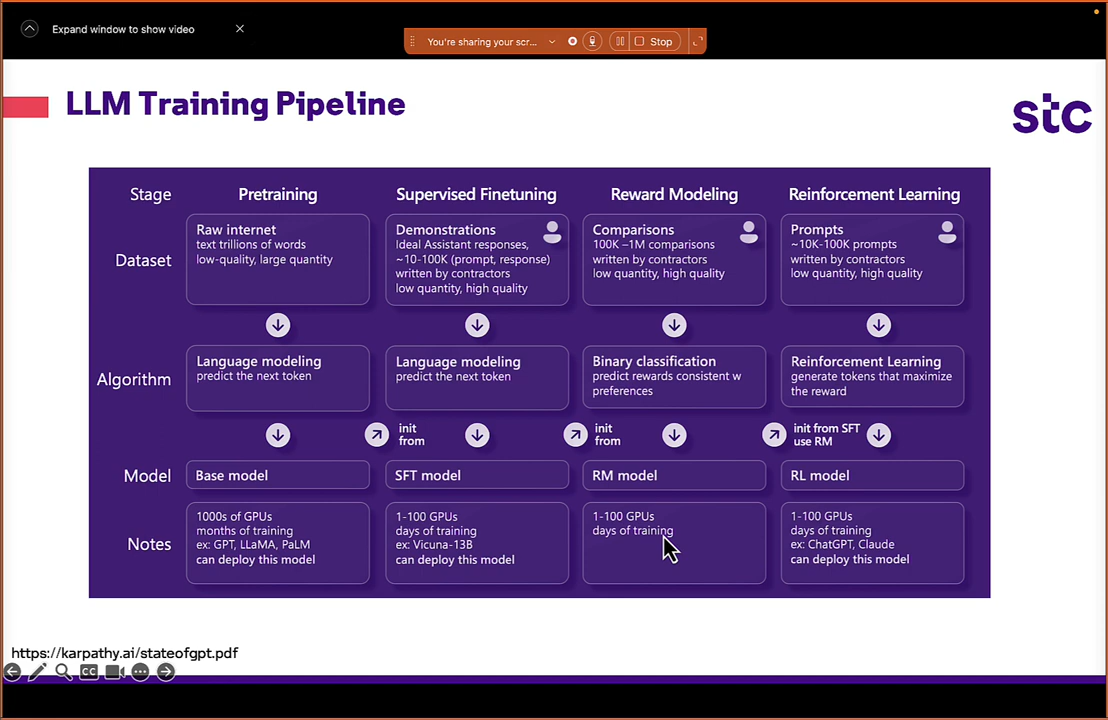 Expand window to show video
You're sharing your scr...
Stop
LLM Training Pipeline
stc
Stage
Pretraining
Supervised Finetuning
Reward Modeling
Reinforcement Learning
Dataset
Raw internet
text trillions of words
low-quality, large quantity
Demonstrations
Ideal Assistant responses,
~10-100K (prompt, response)
written by contractors
low quantity, high quality
Comparisons
100K –1M comparisons
written by contractors
low quantity, high quality
Prompts
~10K-100K prompts
written by contractors
low quantity, high quality
Algorithm
Language modeling
predict the next token
Language modeling
predict the next token
Binary classification
predict rewards consistent w
preferences
Reinforcement Learning
generate tokens that maximize
the reward
init
from
init
from
init from SFT
use RM
Model
Base model
SFT model
RM model
RL model
Notes
1000s of GPUs
months of training
ex: GPT, LLaMA, PaLM
can deploy this model
1-100 GPUs
days of training
ex: Vicuna-13B
can deploy this model
1-100 GPUs
days of training
1-100 GPUs
days of training
ex: ChatGPT, Claude
can deploy this model
https://karpathy.ai/stateofgpt.pdf
CC